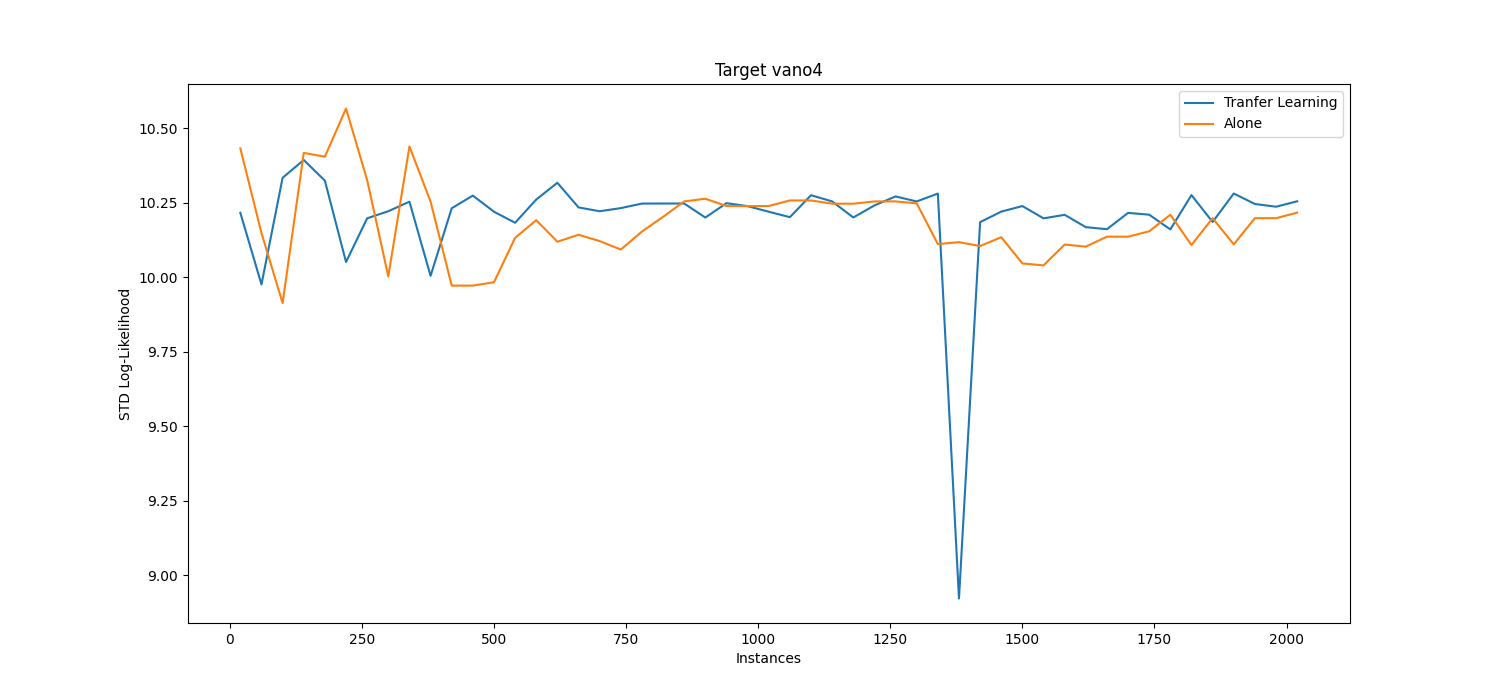 Target vano4
Tranfer Learning
Alone
STD Log-Likelihood
10.50
10.25
10.00
9.75
9.50
9.25
9.00
0 250 500 750 1000 1250 1500 1750 2000
Instances